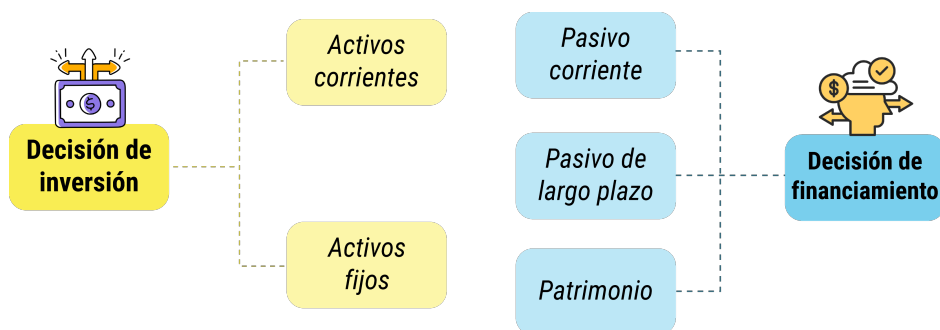 Decisión de
inversión
Activos
corrientes
Activos
fijos
Pasivo
corriente
Pasivo de
largo plazo
Patrimonio
$
Decisión de
financiamiento